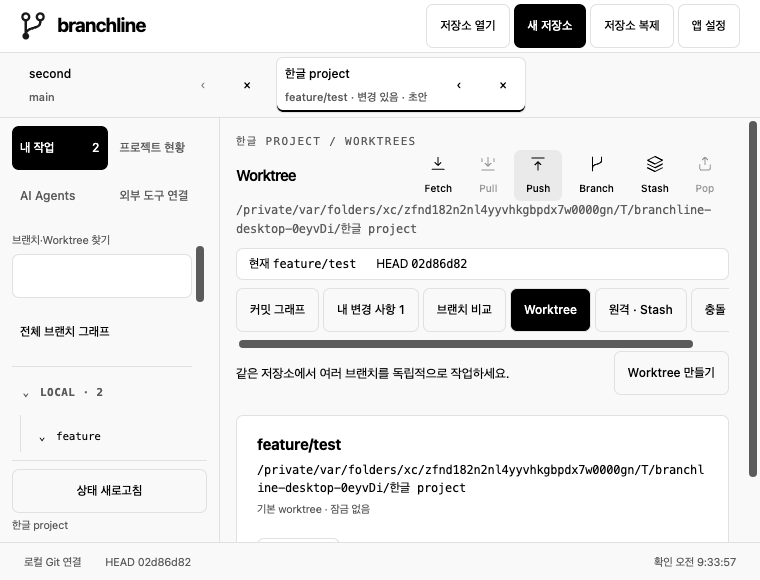 branchline
저장소 열기
새 저장소
저장소 복제
앱 설정
second
main
한글 project
feature/test · 변경 있음 · 초안
내 작업 2
프로젝트 현황
AI Agents
외부 도구 연결
브랜치·Worktree 찾기
전체 브랜치 그래프
LOCAL · 2
feature
상태 새로고침
한글 project
한글 PROJECT / WORKTREES
Worktree
Fetch
Pull
Push
Branch
Stash
Pop
/private/var/folders/xc/zfnd182n2nl4yyvhkgbpdx7w0000gn/T/branchline-
desktop-0eyvDi/한글 project
현재 feature/test HEAD 02d86d82
커밋 그래프
내 변경 사항 1
브랜치 비교
Worktree
원격 · Stash
충돌
같은 저장소에서 여러 브랜치를 독립적으로 작업하세요.
Worktree 만들기
feature/test
/private/var/folders/xc/zfnd182n2nl4yyvhkgbpdx7w0000gn/T/branchl
ine-desktop-0eyvDi/한글 project
기본 worktree · 잠금 없음
로컬 Git 연결
HEAD 02d86d82
확인 오전 9:33:57